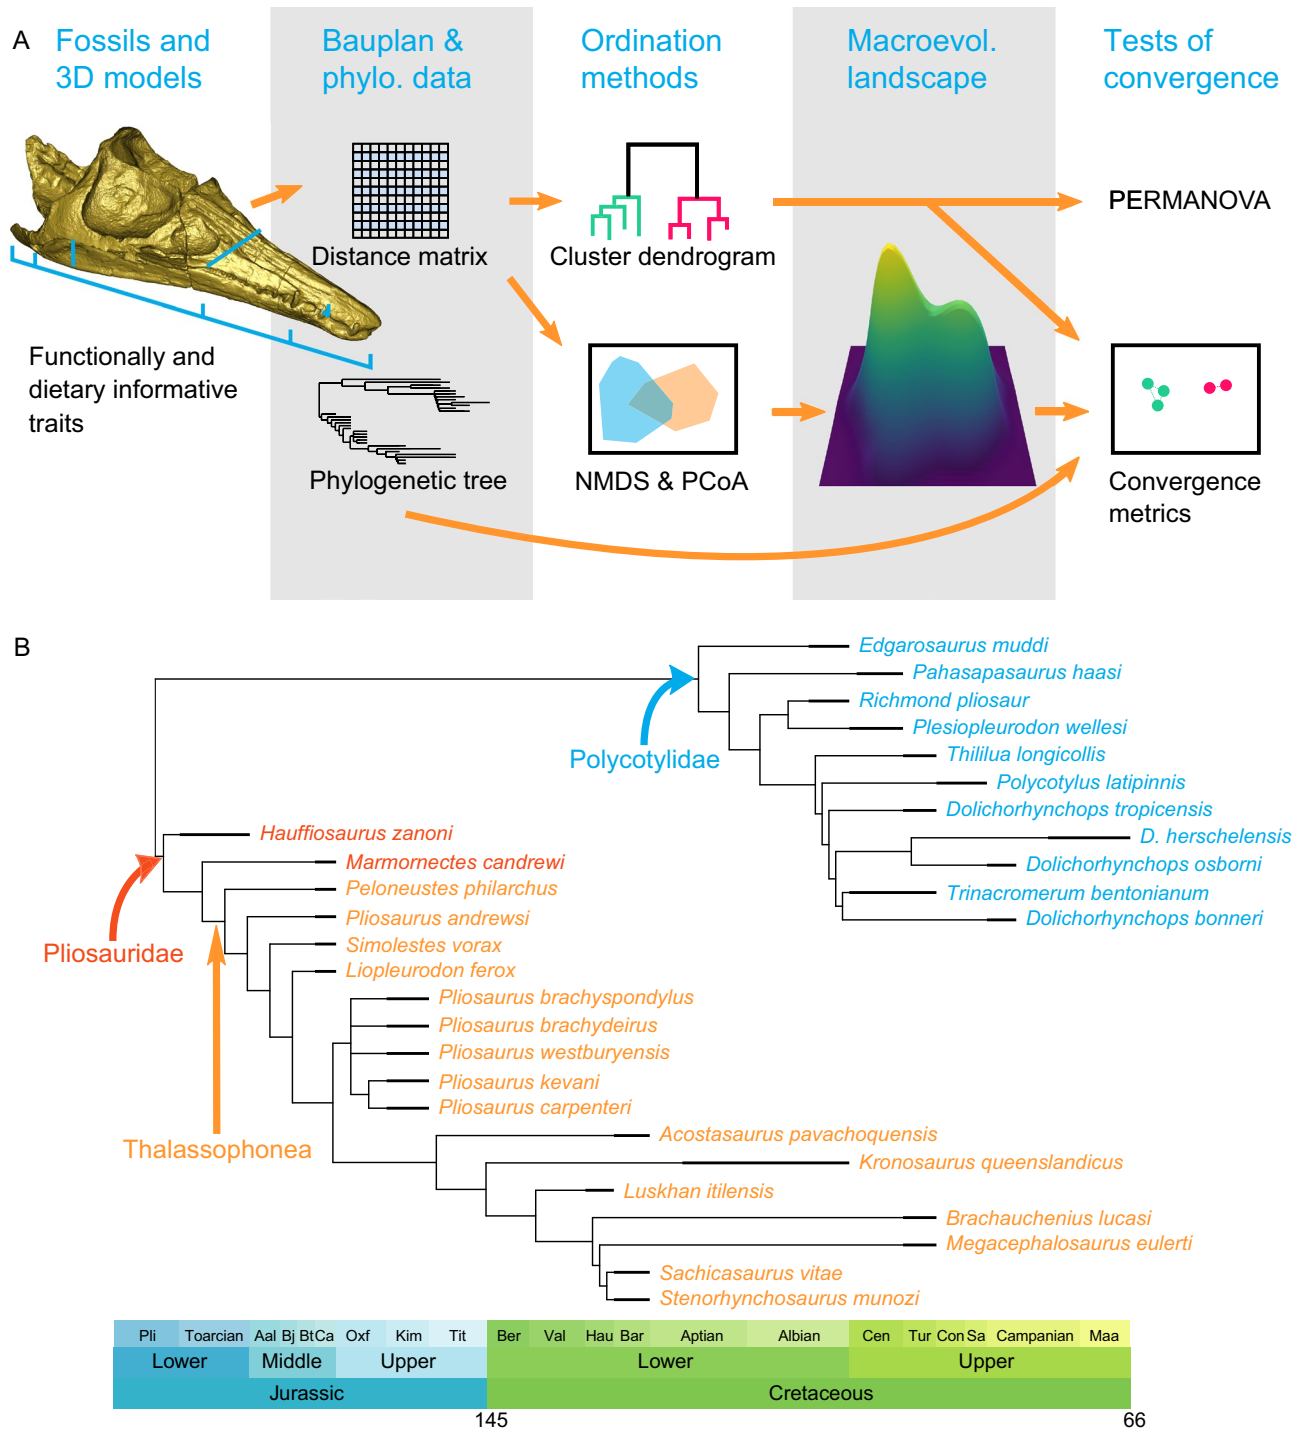 A
Fossils and
3D models
Bauplan &
phylo. data
Ordination
methods
Macroevol.
landscape
Tests of
convergence
Functionally and
dietary informative
traits
Distance matrix
Phylogenetic tree
Cluster dendrogram
NMDS & PCoA
PERMANOVA
Convergence
metrics
B
Edgarosaurus muddi
Pahasapasaurus haasi
Richmond pliosaur
Plesiopleurodon wellesi
Polycotylidae
Thililua longicollis
Polycotylus latipinnis
Dolichorhynchops tropicensis
D. herschelensis
Dolichorhynchops osborni
Trinacromerum bentonianum
Dolichorhynchops bonneri
Hauffiosaurus zanoni
Marmornectes candrewi
Peloneustes philarchus
Pliosaurus andrewsi
Simolestes vorax
Pliosauridae
Liopleurodon ferox
Pliosaurus brachyspondylus
Pliosaurus brachydeirus
Pliosaurus westburyensis
Pliosaurus kevani
Pliosaurus carpenteri
Thalassophonea
Acostasaurus pavachoquensis
Kronosaurus queenslandicus
Luskhan itilensis
Brachauchenius lucasi
Megacephalosaurus eulerti
Sachicasaurus vitae
Stenorhynchosaurus munozi
Pli Toarcian Aal Bj Bt Ca Oxf Kim Tit Ber Val Hau Bar Aptian Albian Cen Tur Con Sa Campanian Maa
Lower Middle Upper Lower Upper
Jurassic Cretaceous
145 66